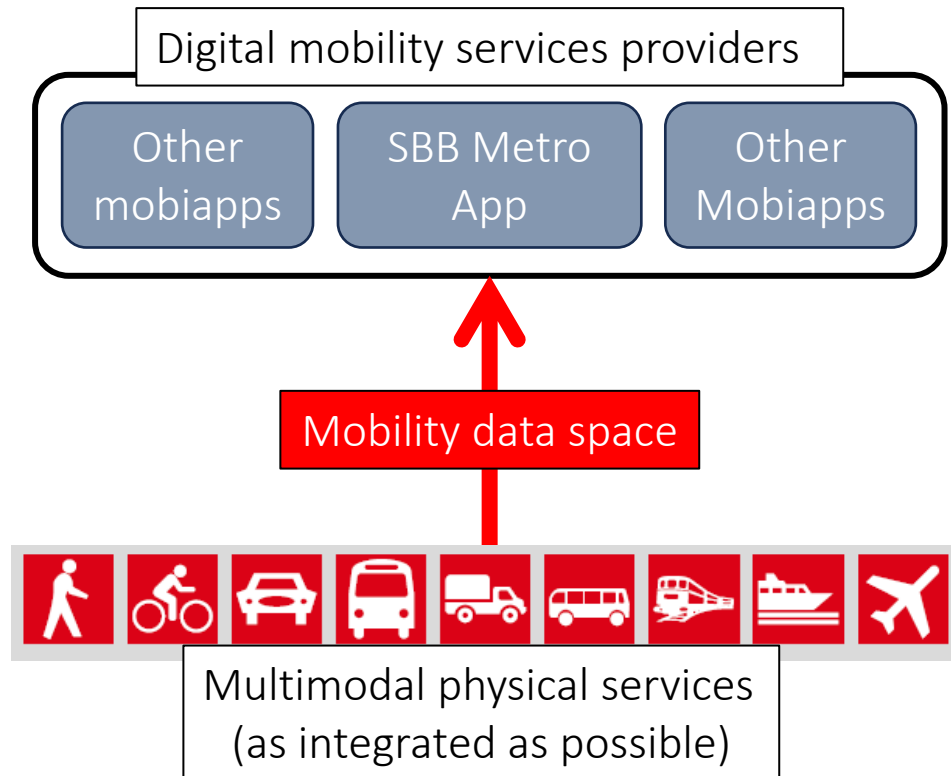 Digital mobility services providers
Other
mobiapps
SBB Metro
App
Other
Mobiapps
Mobility data space
Multimodal physical services
(as integrated as possible)